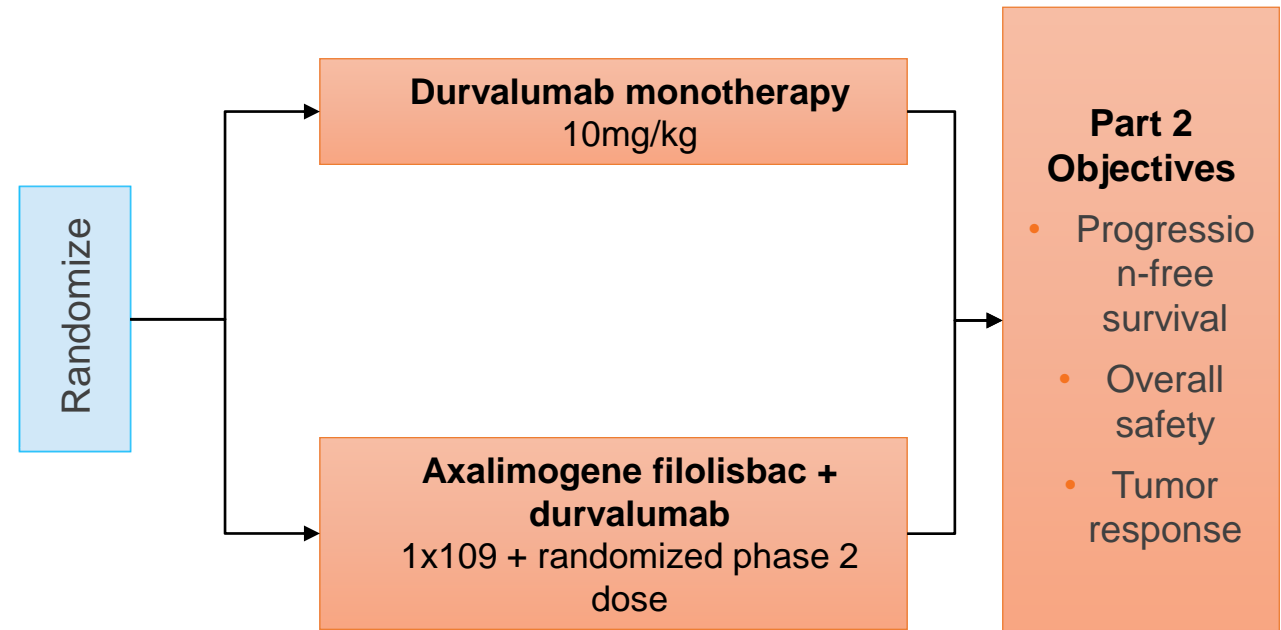 Randomize
Durvalumab monotherapy
10mg/kg
Axalimogene filolisbac +
durvalumab
1x109 + randomized phase 2
dose
Part 2
Objectives
• Progressio
n-free
survival
• Overall
safety
• Tumor
response